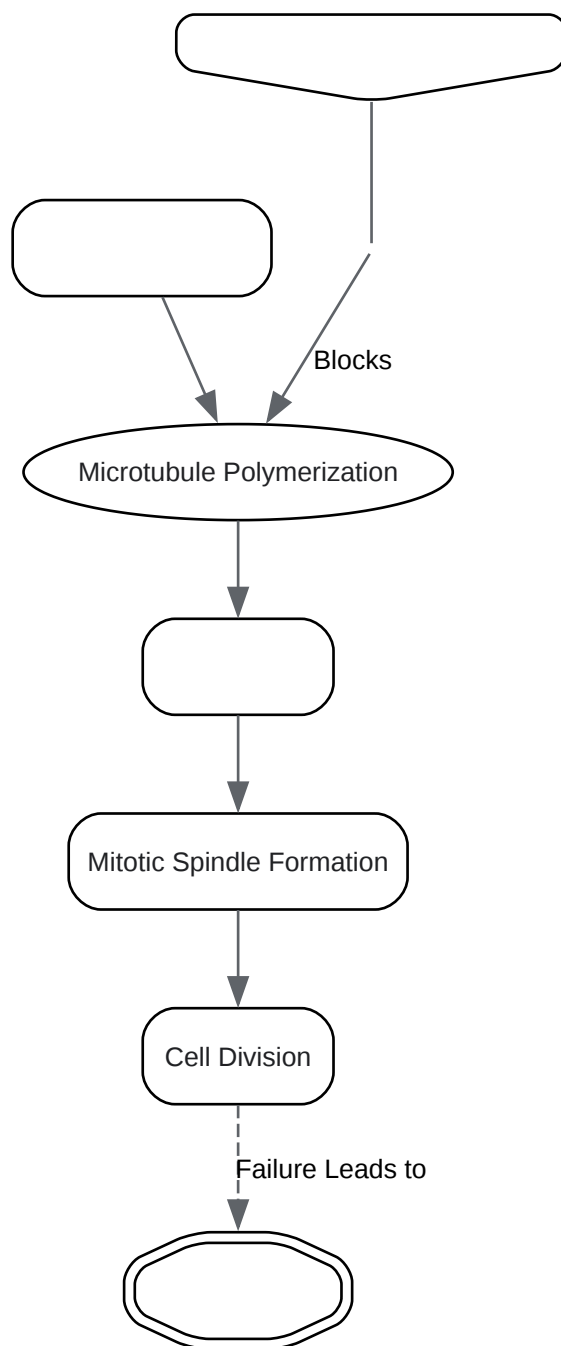 Blocks
Microtubule Polymerization
Mitotic Spindle Formation
Cell Division
Failure Leads to